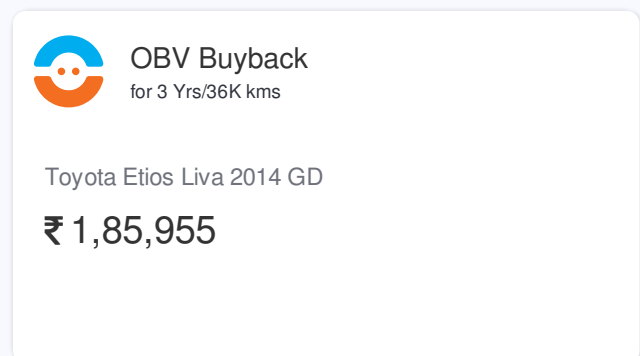 OBV Buyback
for 3 Yrs/36K kms
Toyota Etios Liva 2014 GD
₹ 1,85,955